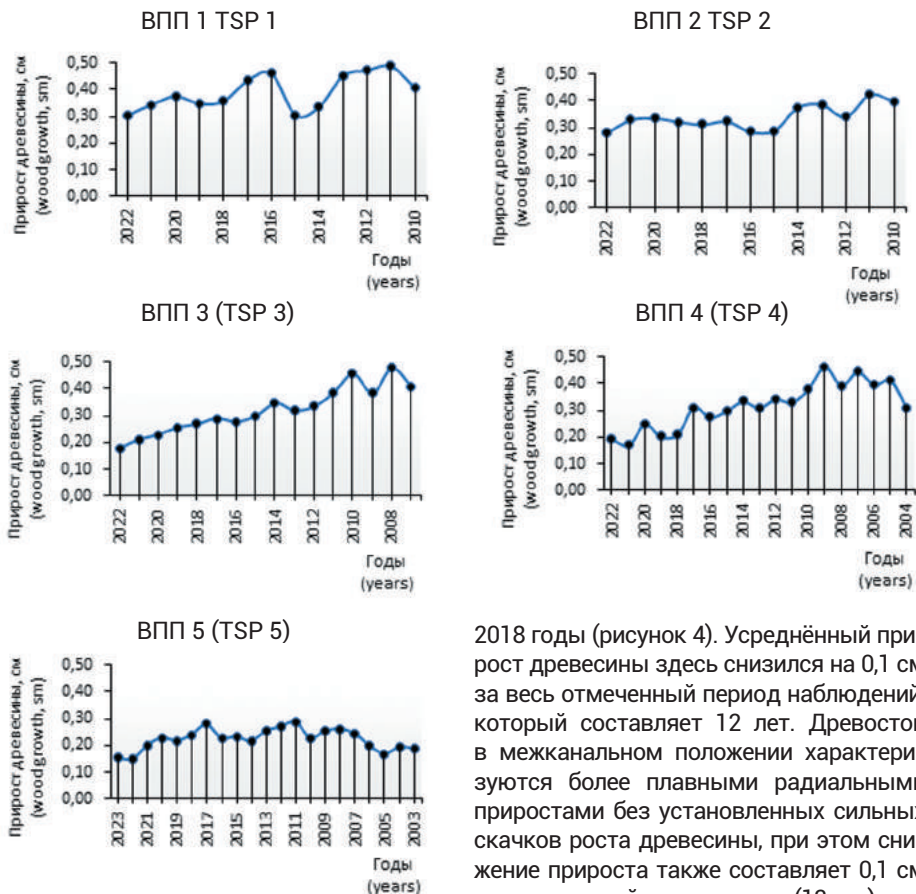 ВПП 1 TSP 1
Прирост древесины, см
(woodgrowth, sm)
0,50
0,40
0,30
0,20
0,10
0,00
2022
2020
2018
2016
2014
2012
2010
Годы
(years)
ВПП 2 TSP 2
Прирост древесины, см
(woodgrowth, sm)
0,50
0,40
0,30
0,20
0,10
0,00
2022
2020
2018
2016
2014
2012
2010
Годы
(years)
ВПП 3 (TSP 3)
Прирост древесины, см
(woodgrowth, sm)
0,50
0,40
0,30
0,20
0,10
0,00
2022
2020
2018
2016
2014
2012
2010
2008
Годы
(years)
ВПП 4 (TSP 4)
Прирост древесины, см
(woodgrowth, sm)
0,50
0,40
0,30
0,20
0,10
0,00
2022
2020
2018
2016
2014
2012
2010
2008
2006
2004
Годы
(years)
ВПП 5 (TSP 5)
Прирост древесины, см
(woodgrowth, sm)
0,50
0,40
0,30
0,20
0,10
0,00
2023
2021
2019
2017
2015
2013
2011
2009
2007
2005
2003
Годы
(years)
2018 годы (рисунок 4). Усреднённый при
рост древесины здесь снизился на 0,1 см
за весь отмеченный период наблюдений
который составляет 12 лет. Древостои
в межканальном положении характери
зуются более плавными радиальными
приростами без установленных сильных
скачков роста древесины, при этом сни
жение прироста также составляет 0,1 см